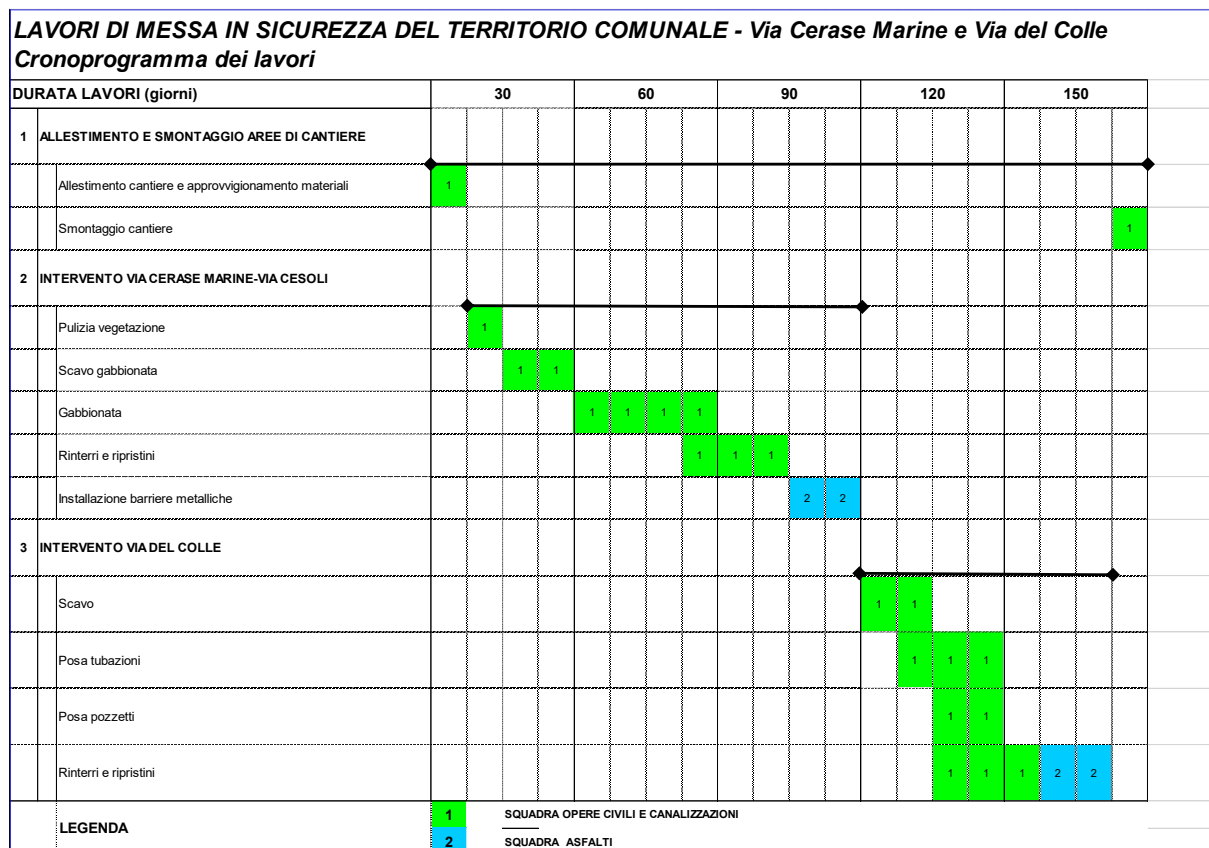 LAVORI DI MESSA IN SICUREZZA DEL TERRITORIO COMUNALE - Via Cerase Marine e Via del Colle
Cronoprogramma dei lavori
DURATA LAVORI (giorni) 30 60 90 120 150
1 ALLESTIMENTO E SMONTAGGIO AREE DI CANTIERE
Allestimento cantiere e approvvigionamento materiali 1
Smontaggio cantiere 1
2 INTERVENTO VIA CERASE MARINE-VIA CESOLI
Pulizia vegetazione 1
Scavo gabbionata 1 1
Gabbionata 1 1 1 1
Rinterri e ripristini 1 1 1
Installazione barriere metalliche 2 2
3 INTERVENTO VIA DEL COLLE
Scavo 1 1
Posa tubazioni 1 1 1
Posa pozzetti 1 1
Rinterri e ripristini 1 1 1 2 2
LEGENDA
1 SQUADRA OPERE CIVILI E CANALIZZAZIONI
2 SQUADRA ASFALTI